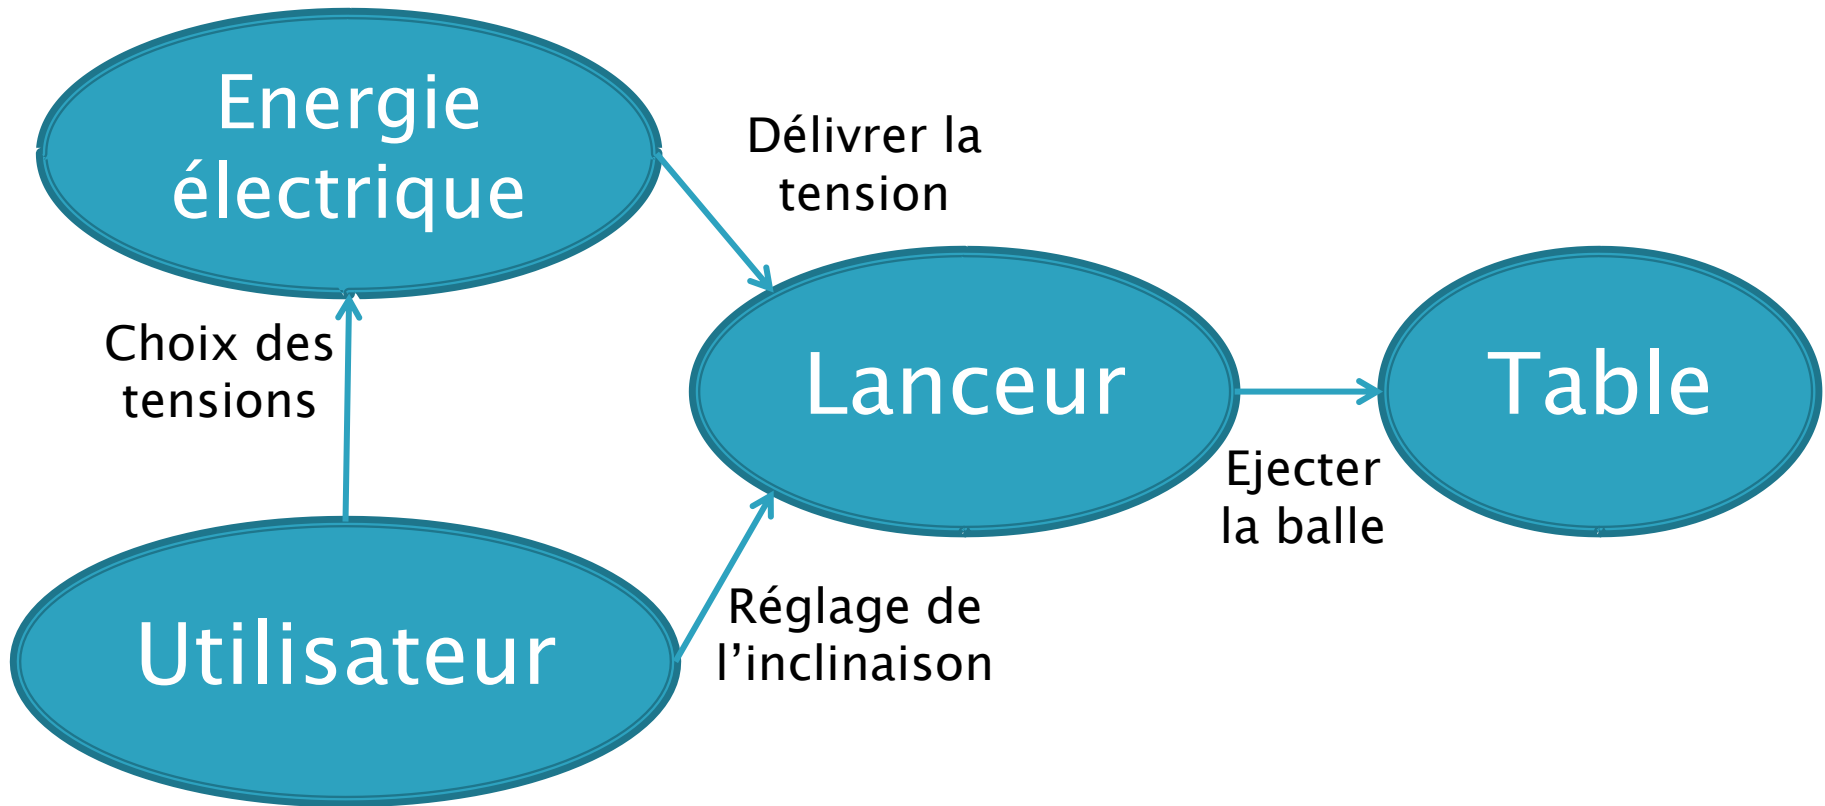 Energie
électrique
Délivrer la
tension
Choix des
tensions
Lanceur
Table
Ejecter
la balle
Utilisateur
Réglage de
l’inclinaison